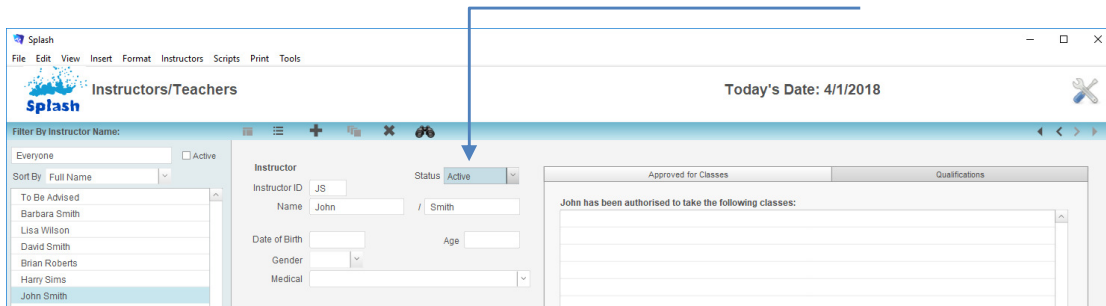 Splash
File Edit View Insert Format Instructors Scripts Print Tools
Splash
Instructors/Teachers
Today's Date: 4/1/2018
Filter By Instructor Name:
Everyone
Active
Sort By Full Name
To Be Advised
Barbara Smith
Lisa Wilson
David Smith
Brian Roberts
Harry Sims
John Smith
Instructor
Status Active
Instructor ID JS
Name John / Smith
Date of Birth
Age
Gender
Medical
Approved for Classes
Qualifications
John has been authorised to take the following classes: